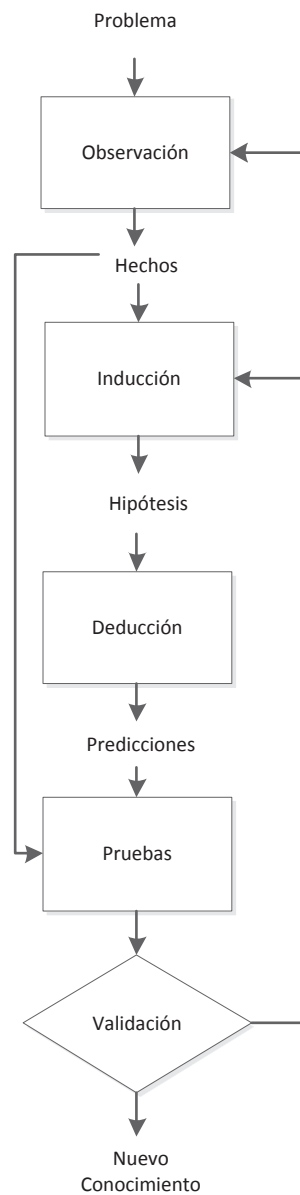 Problema
Observación
Hechos
Inducción
Hipótesis
Deducción
Predicciones
Pruebas
Validación
Nuevo
Conocimiento